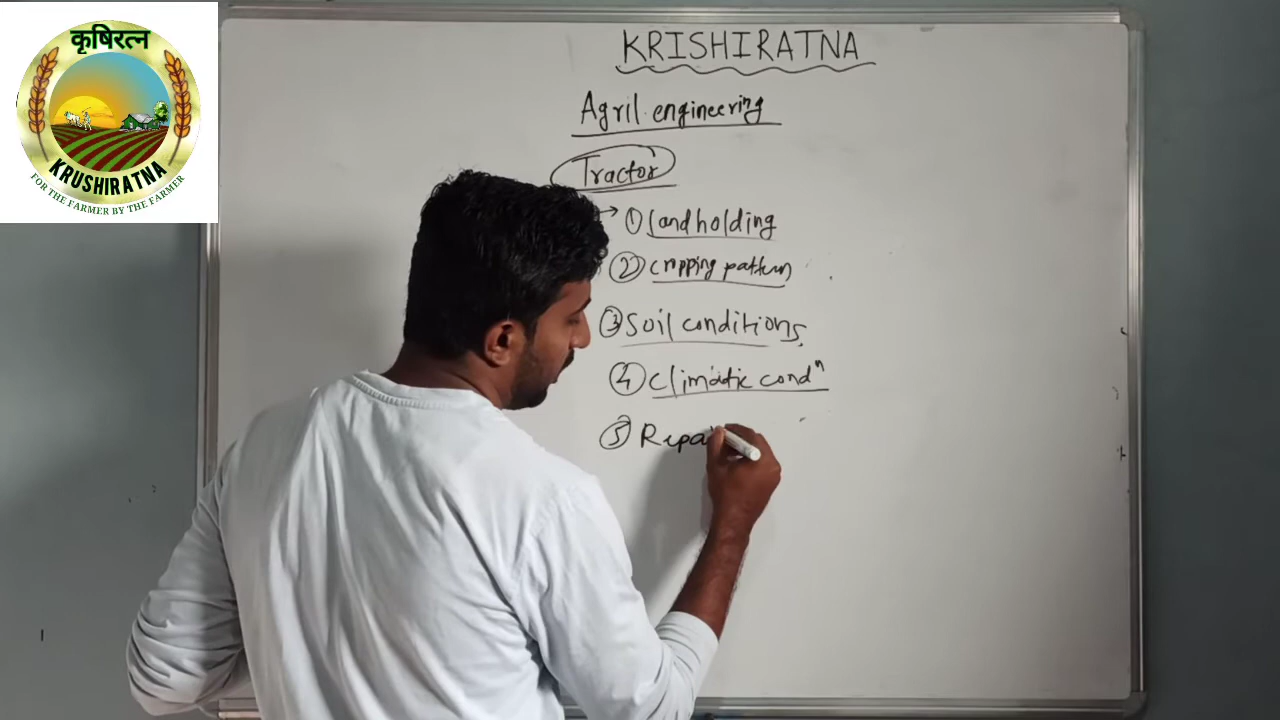 कृषिरत्न
KRUSHIRATNA
FOR THE FARMER BY THE FARMER
KRISHIRATNA
Agril. engineering
Tractor
→ ① Landholding
② cropping pattern
③ Soil conditions
④ climatic condⁿ
⑤ Repai